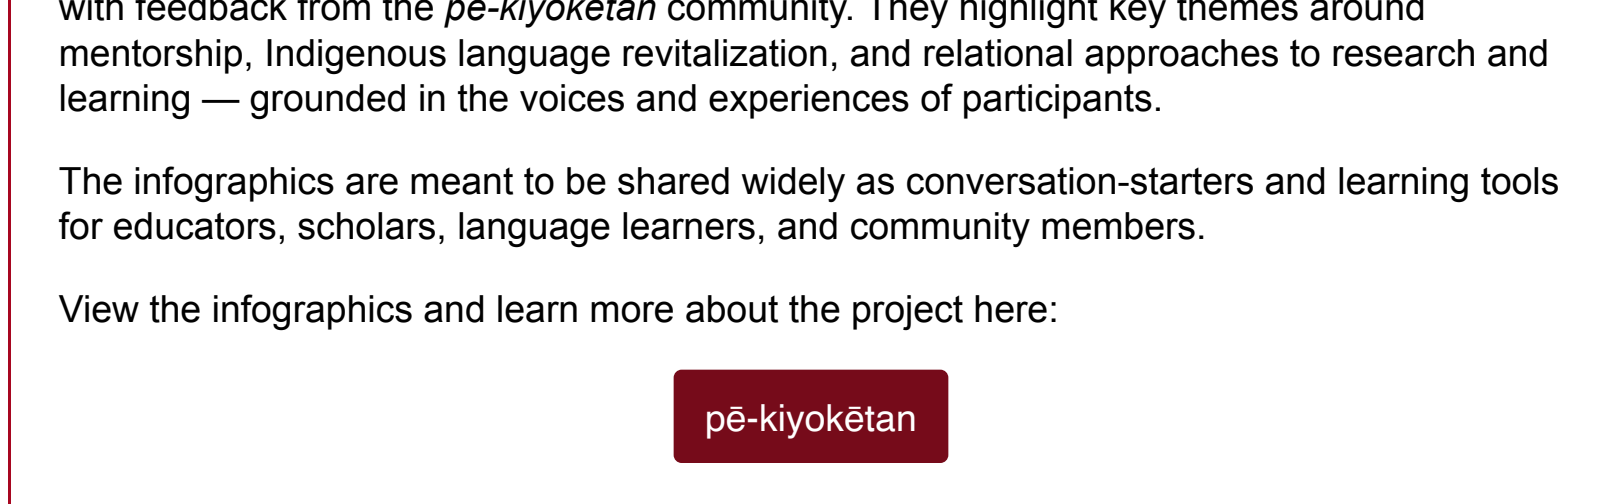 with feedback from the pē-kiyokētan community. They highlight key themes around
mentorship, Indigenous language revitalization, and relational approaches to research and
learning — grounded in the voices and experiences of participants.
The infographics are meant to be shared widely as conversation-starters and learning tools
for educators, scholars, language learners, and community members.
View the infographics and learn more about the project here:
pē-kiyokētan